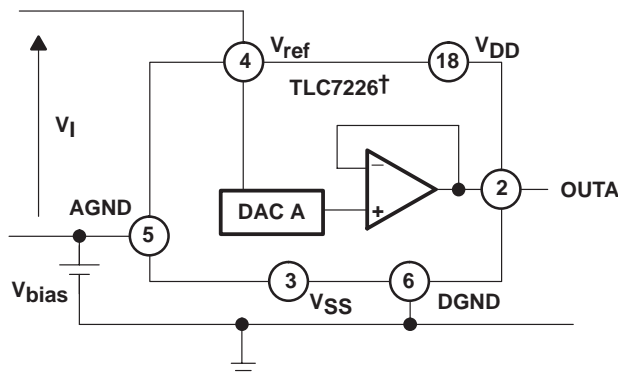 Vref
VDD
4
18
TLC7226†
VI
−
+
DAC A
2
OUTA
AGND
5
Vbias
3
VSS
6
DGND